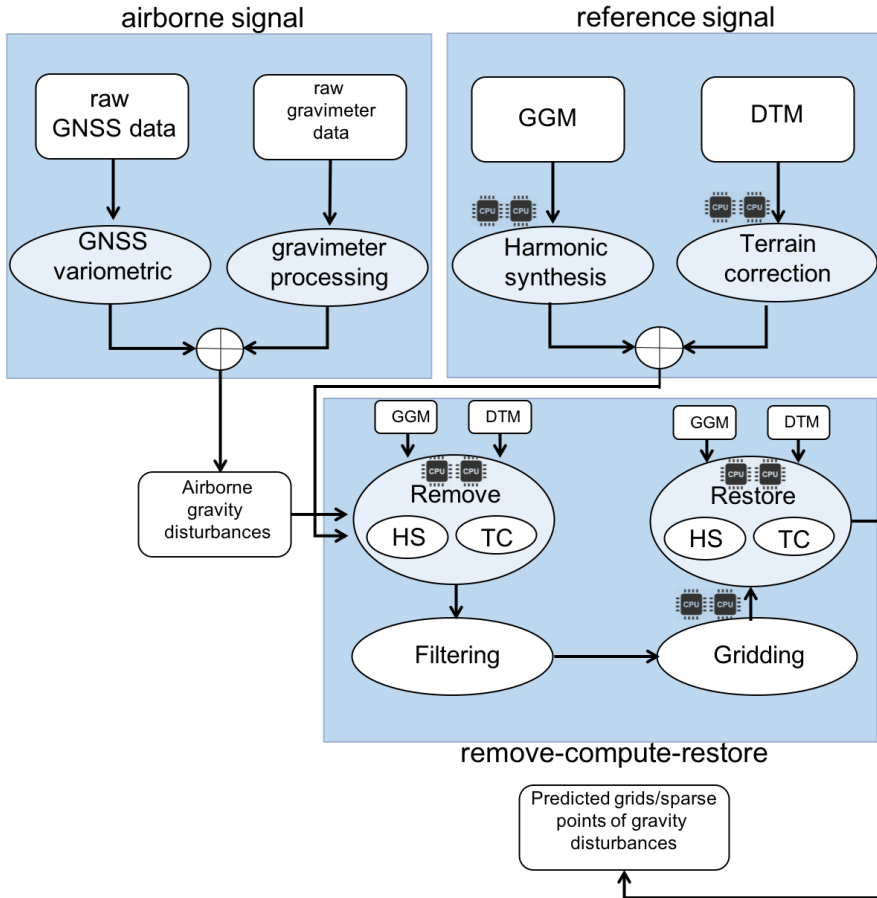 airborne signal
reference signal
raw
GNSS data
raw
gravimeter
data
GGM
DTM
CPU CPU
CPU CPU
GNSS
variometric
gravimeter
processing
Harmonic
synthesis
Terrain
correction
GGM
DTM
GGM
DTM
CPU CPU
Remove
HS
TC
CPU CPU
Restore
HS
TC
Airborne
gravity
disturbances
CPU CPU
Filtering
Gridding
remove-compute-restore
Predicted grids/sparse
points of gravity
disturbances